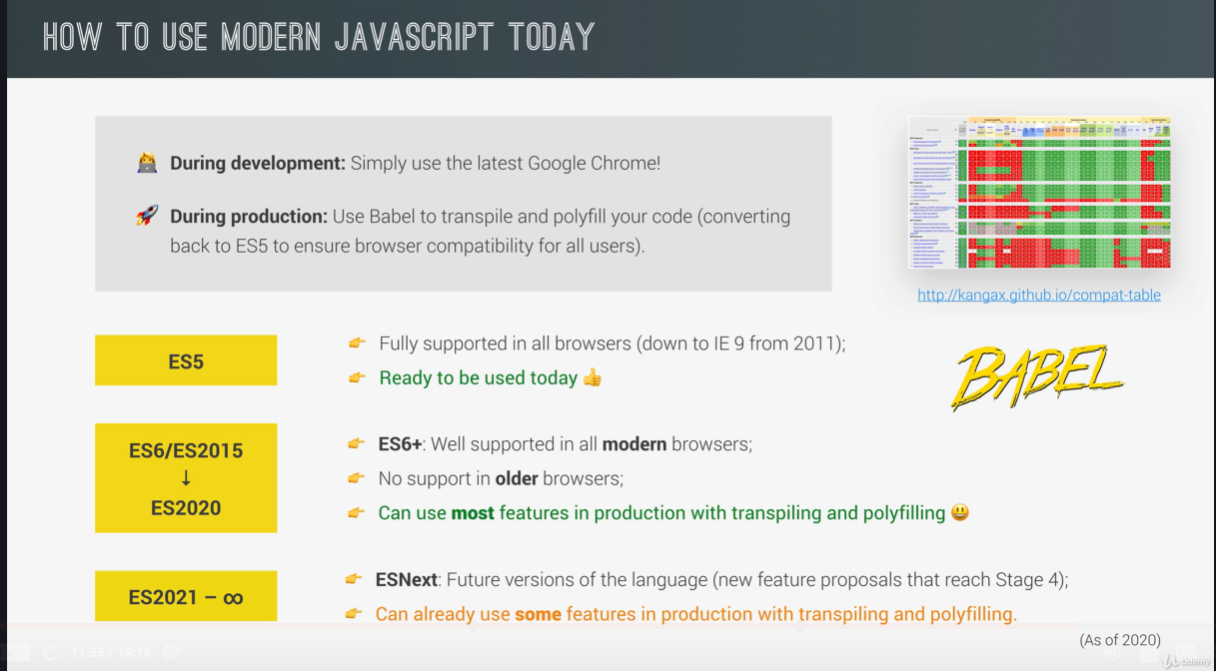 HOW TO USE MODERN JAVASCRIPT TODAY
During development: Simply use the latest Google Chrome!
During production: Use Babel to transpile and polyfill your code (converting
back to ES5 to ensure browser compatibility for all users).
http://kangax.github.io/compat-table
ES5
Fully supported in all browsers (down to IE 9 from 2011);
Ready to be used today 👍
BABEL
ES6/ES2015
↓
ES2020
ES6+: Well supported in all modern browsers;
No support in older browsers;
Can use most features in production with transpiling and polyfilling 😃
ES2021 – ∞
ESNext: Future versions of the language (new feature proposals that reach Stage 4);
Can already use some features in production with transpiling and polyfilling.
(As of 2020)
11:55 / 14:19
Udemy